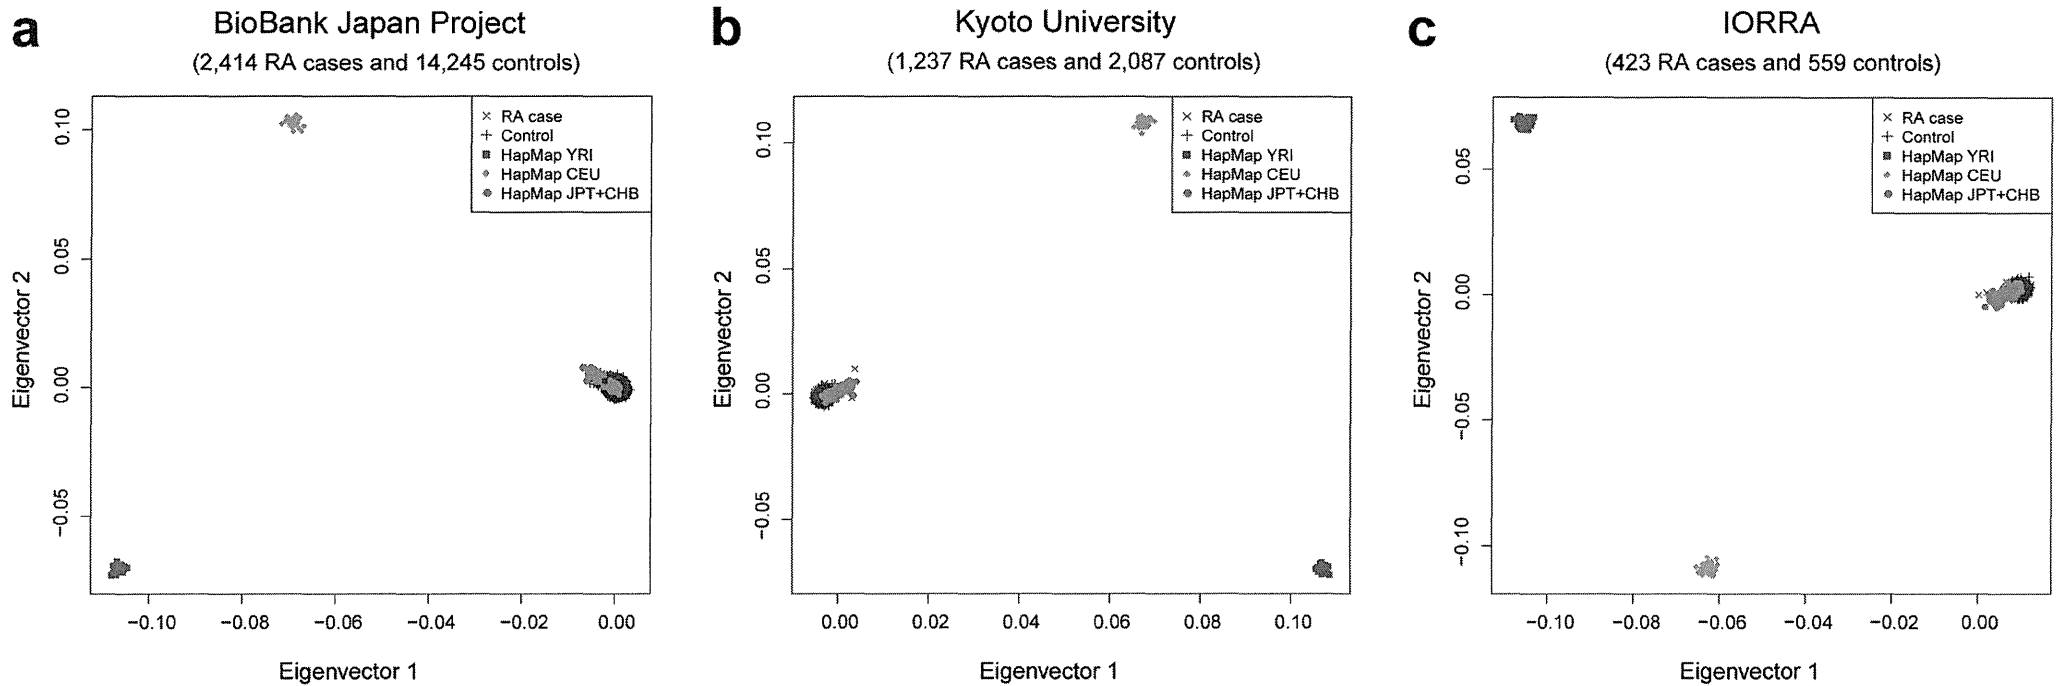 a
BioBank Japan Project
(2,414 RA cases and 14,245 controls)
Eigenvector 2
0.10
0.05
0.00
−0.05
RA case
Control
HapMap YRI
HapMap CEU
HapMap JPT+CHB
−0.10 −0.08 −0.06 −0.04 −0.02 0.00
Eigenvector 1
b
Kyoto University
(1,237 RA cases and 2,087 controls)
Eigenvector 2
0.10
0.05
0.00
−0.05
RA case
Control
HapMap YRI
HapMap CEU
HapMap JPT+CHB
0.00 0.02 0.04 0.06 0.08 0.10
Eigenvector 1
c
IORRA
(423 RA cases and 559 controls)
Eigenvector 2
0.05
0.00
−0.05
−0.10
RA case
Control
HapMap YRI
HapMap CEU
HapMap JPT+CHB
−0.10 −0.08 −0.06 −0.04 −0.02 0.00
Eigenvector 1